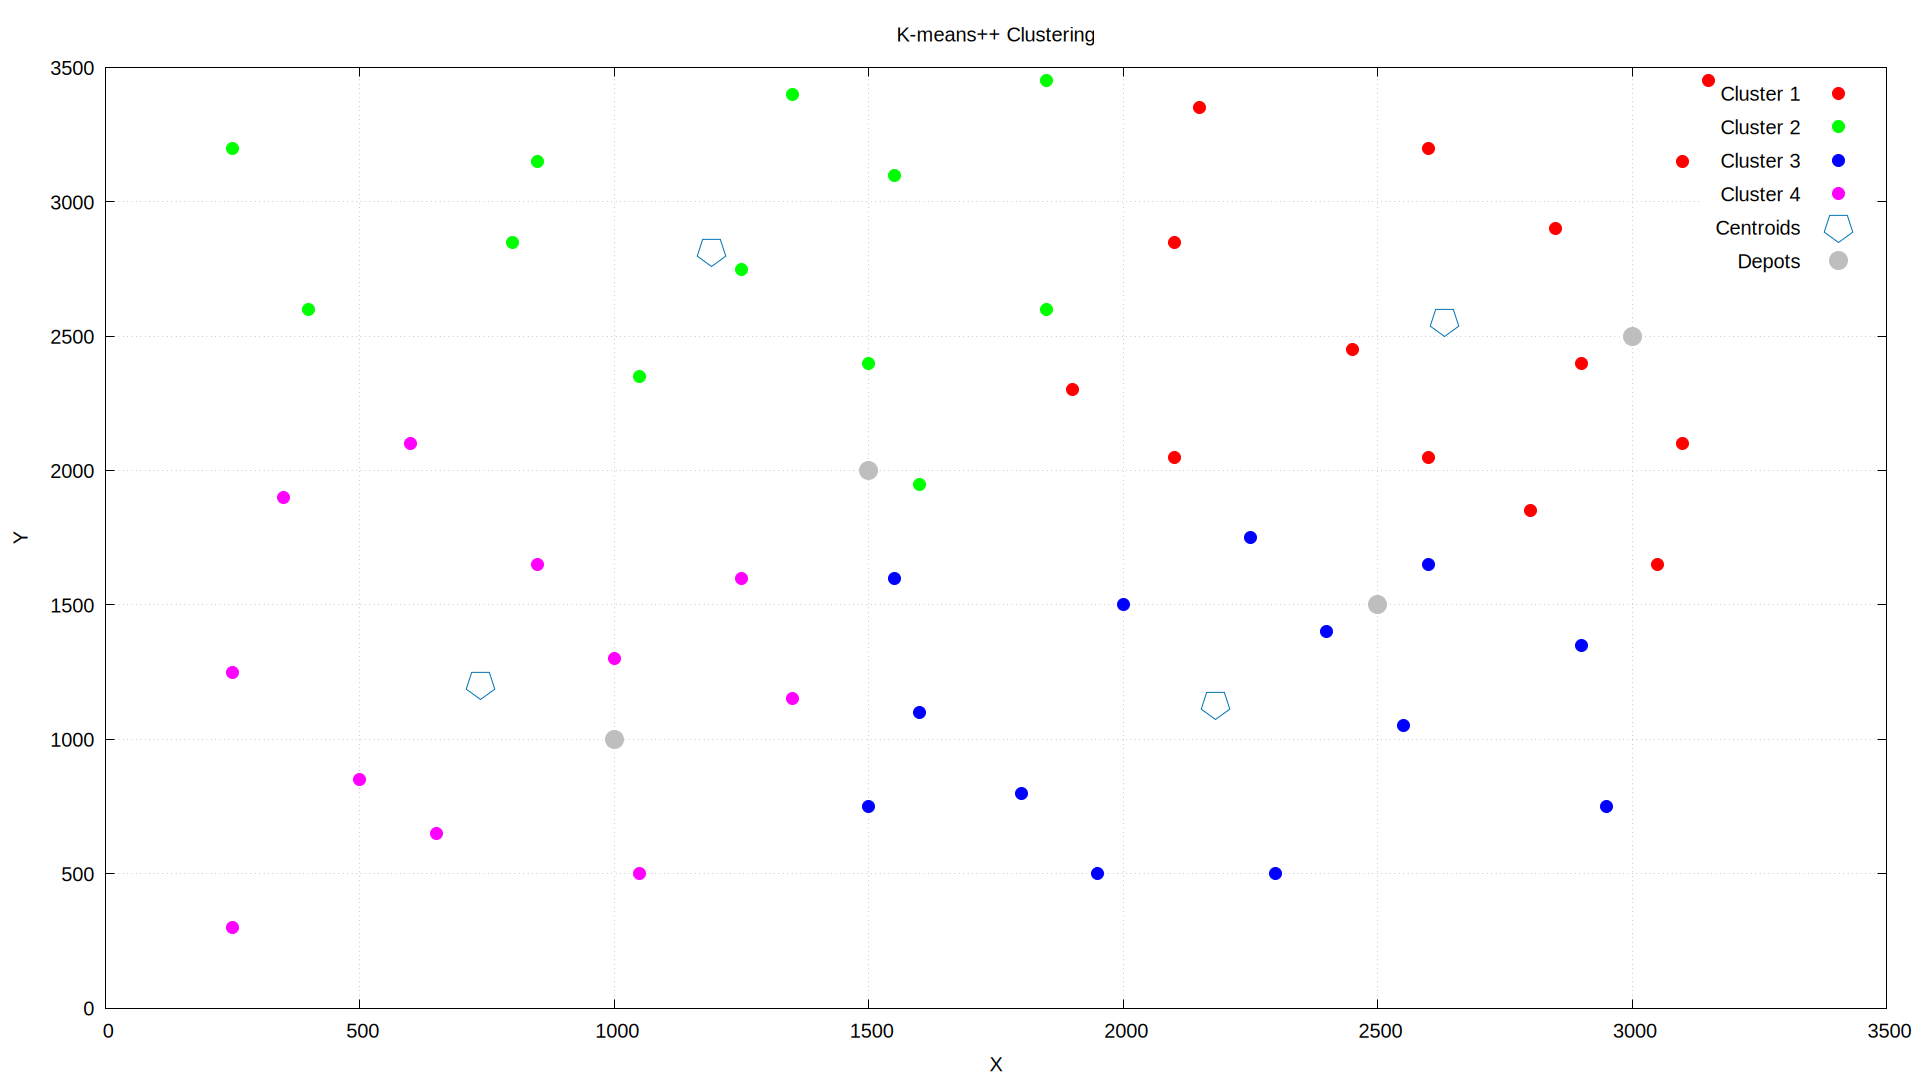 K-means++ Clustering
3500
3000
2500
2000
1500
1000
500
0
Y
0 500 1000 1500 2000 2500 3000 3500
X
Cluster 1
Cluster 2
Cluster 3
Cluster 4
Centroids
Depots